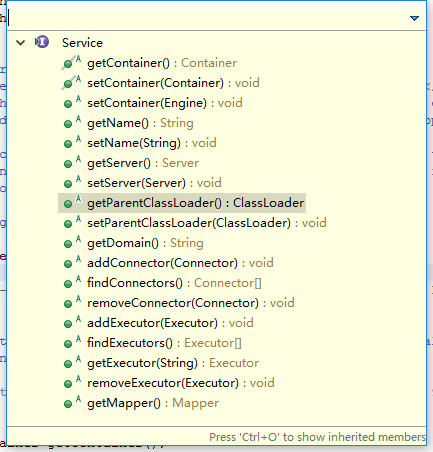 Service
getContainer() : Container
setContainer(Container) : void
setContainer(Engine) : void
getName() : String
setName(String) : void
getServer() : Server
setServer(Server) : void
getParentClassLoader() : ClassLoader
setParentClassLoader(ClassLoader) : void
getDomain() : String
addConnector(Connector) : void
findConnectors() : Connector[]
removeConnector(Connector) : void
addExecutor(Executor) : void
findExecutors() : Executor[]
getExecutor(String) : Executor
removeExecutor(Executor) : void
getMapper() : Mapper
Press 'Ctrl+O' to show inherited members